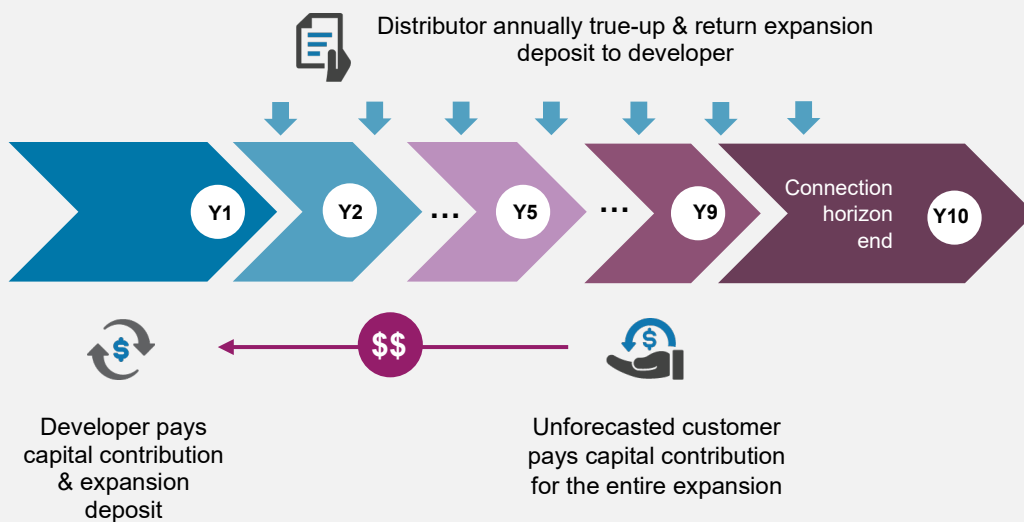 Distributor annually true-up & return expansion
deposit to developer
Y1
Y2
...
Y5
...
Y9
Connection
horizon
end
Y10
$
$$
$
Developer pays
capital contribution
& expansion
deposit
Unforecasted customer
pays capital contribution
for the entire expansion